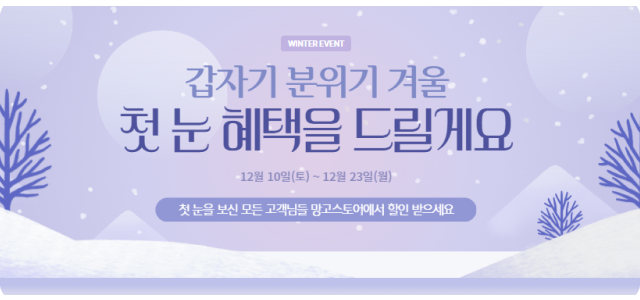 WINTER EVENT
갑자기 분위기 겨울
첫 눈 혜택을 드릴게요
12월 10일(토) ~ 12월 23일(월)
첫 눈을 보신 모든 고객님들 망고스토어에서 할인 받으세요